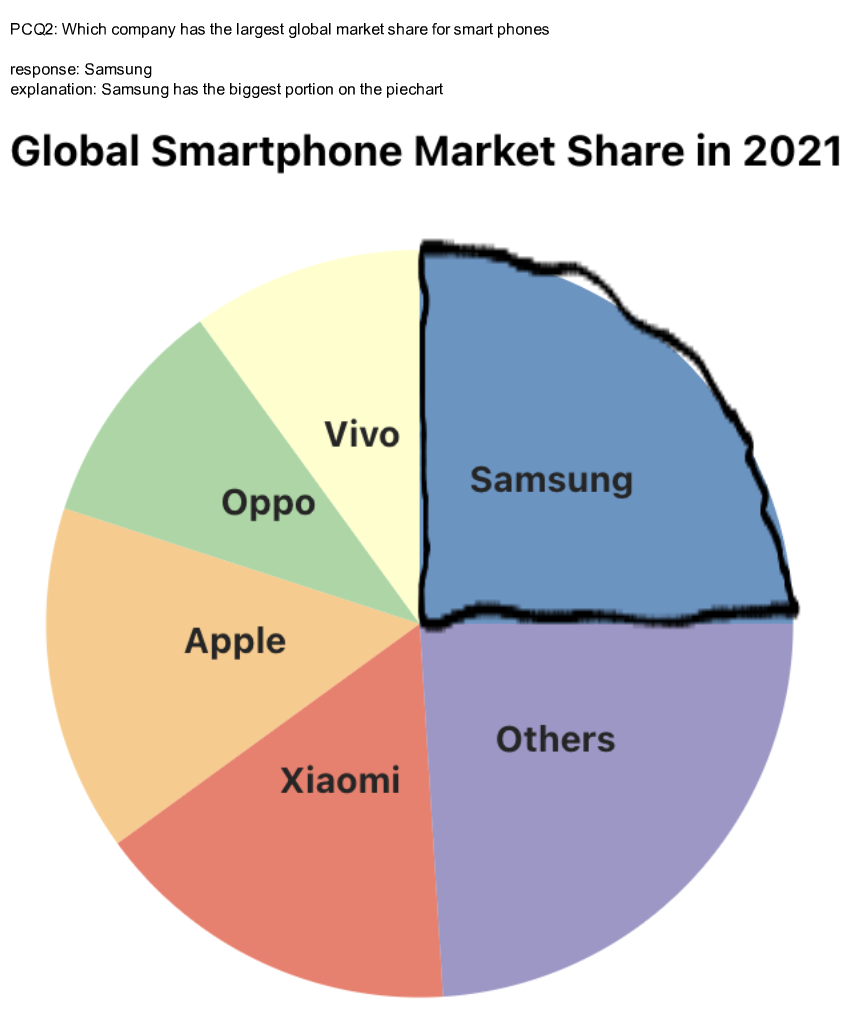 PCQ2: Which company has the largest global market share for smart phones
response: Samsung
explanation: Samsung has the biggest portion on the piechart
Global Smartphone Market Share in 2021
Vivo
Samsung
Oppo
Apple
Others
Xiaomi